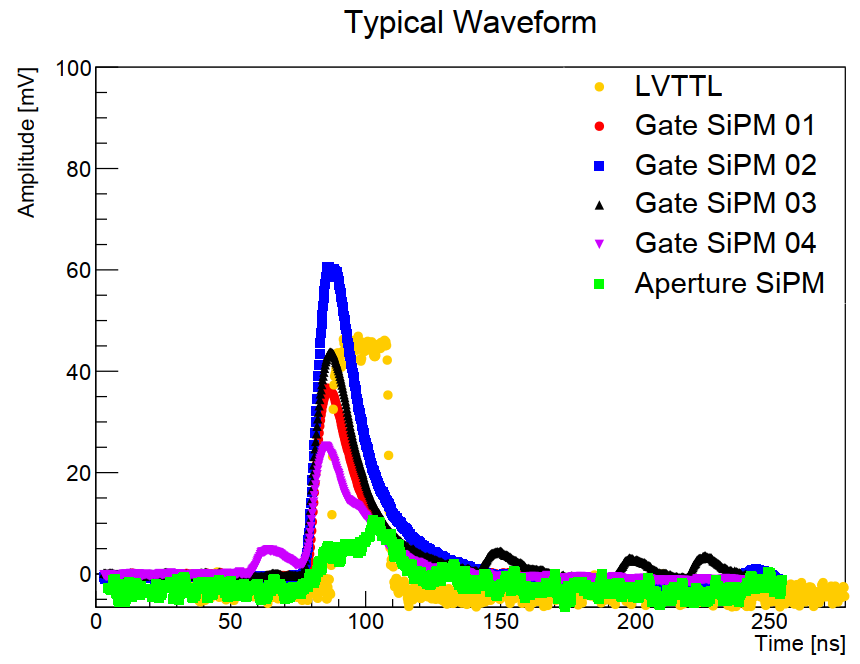 Typical Waveform
Amplitude [mV]
100
80
60
40
20
0
LVTTL
Gate SiPM 01
Gate SiPM 02
Gate SiPM 03
Gate SiPM 04
Aperture SiPM
0
50
100
150
200
250
Time [ns]